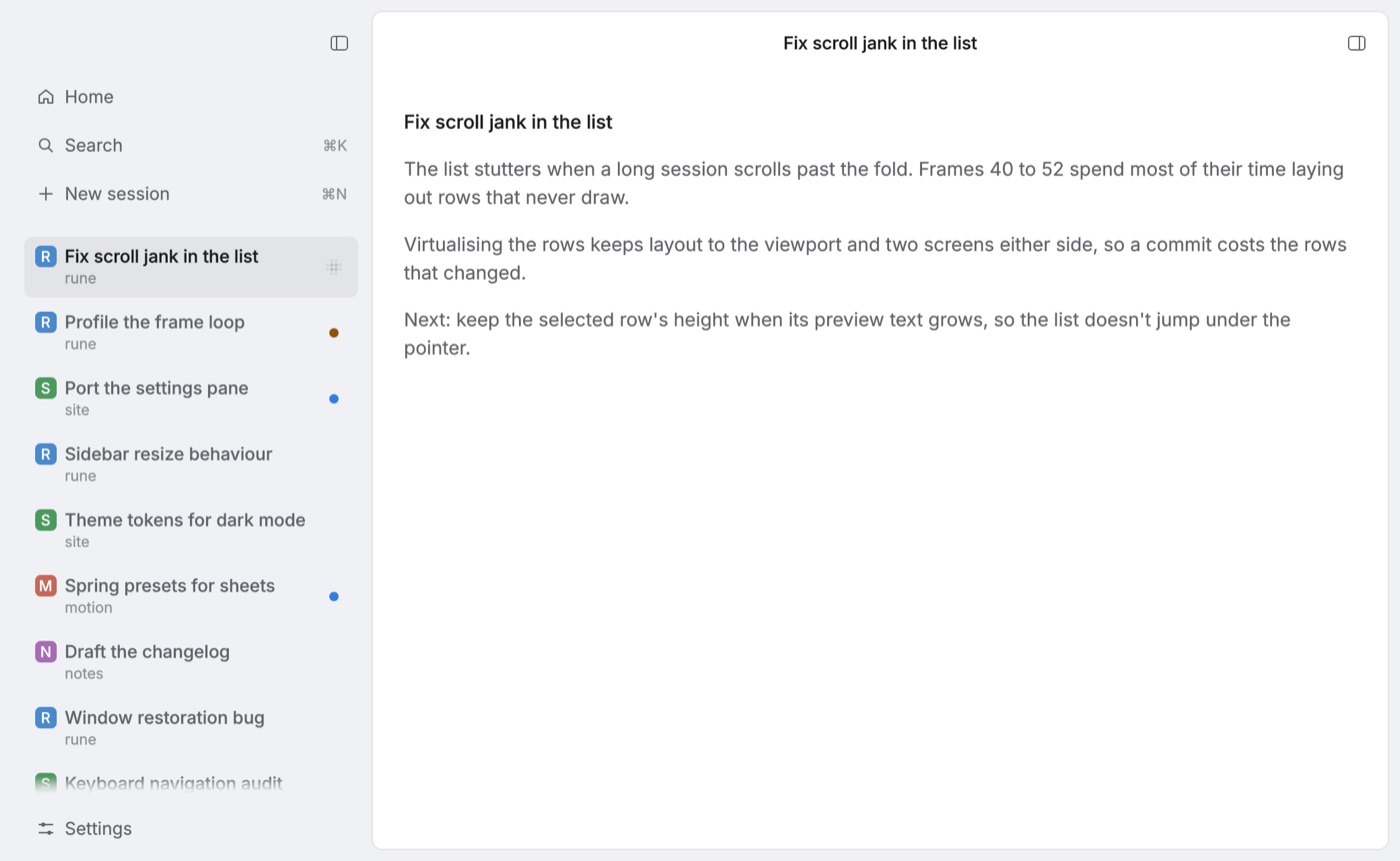 Fix scroll jank in the list
Home
Search ⌘K
New session ⌘N
R Fix scroll jank in the list
rune
R Profile the frame loop
rune
S Port the settings pane
site
R Sidebar resize behaviour
rune
S Theme tokens for dark mode
site
M Spring presets for sheets
motion
N Draft the changelog
notes
R Window restoration bug
rune
S Keyboard navigation audit
Settings
Fix scroll jank in the list
The list stutters when a long session scrolls past the fold. Frames 40 to 52 spend most of their time laying
out rows that never draw.
Virtualising the rows keeps layout to the viewport and two screens either side, so a commit costs the rows
that changed.
Next: keep the selected row's height when its preview text grows, so the list doesn't jump under the
pointer.